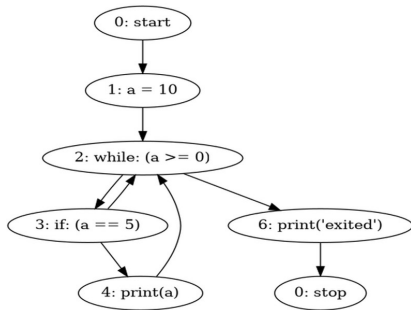 0: start
1: a = 10
2: while: (a >= 0)
3: if: (a == 5)
6: print('exited')
4: print(a)
0: stop